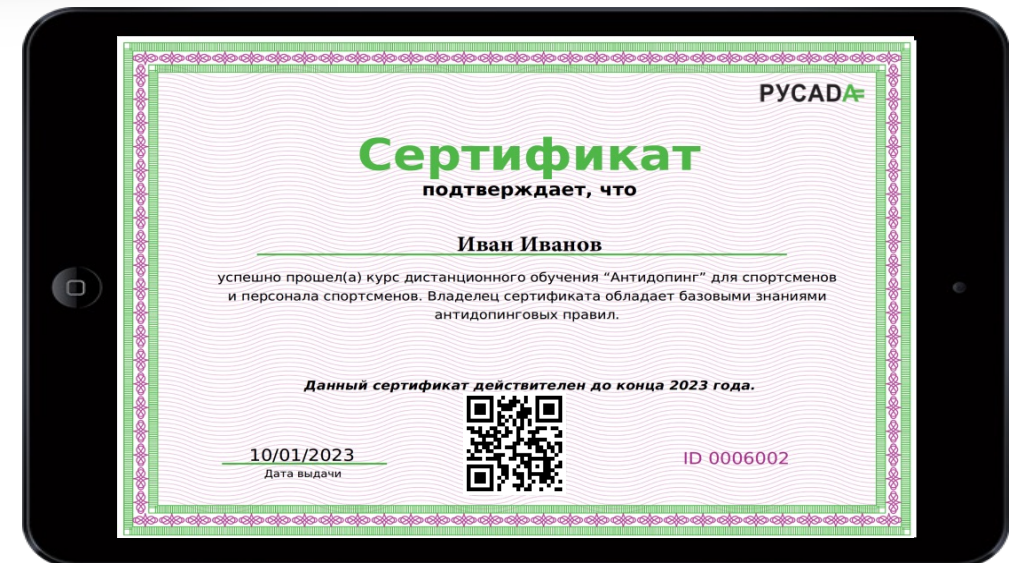 РУСАДА
Сертификат
подтверждает, что
Иван Иванов
успешно прошел(а) курс дистанционного обучения “Антидопинг” для спортсменов
и персонала спортсменов. Владелец сертификата обладает базовыми знаниями
антидопинговых правил.
Данный сертификат действителен до конца 2023 года.
10/01/2023
Дата выдачи
ID 0006002